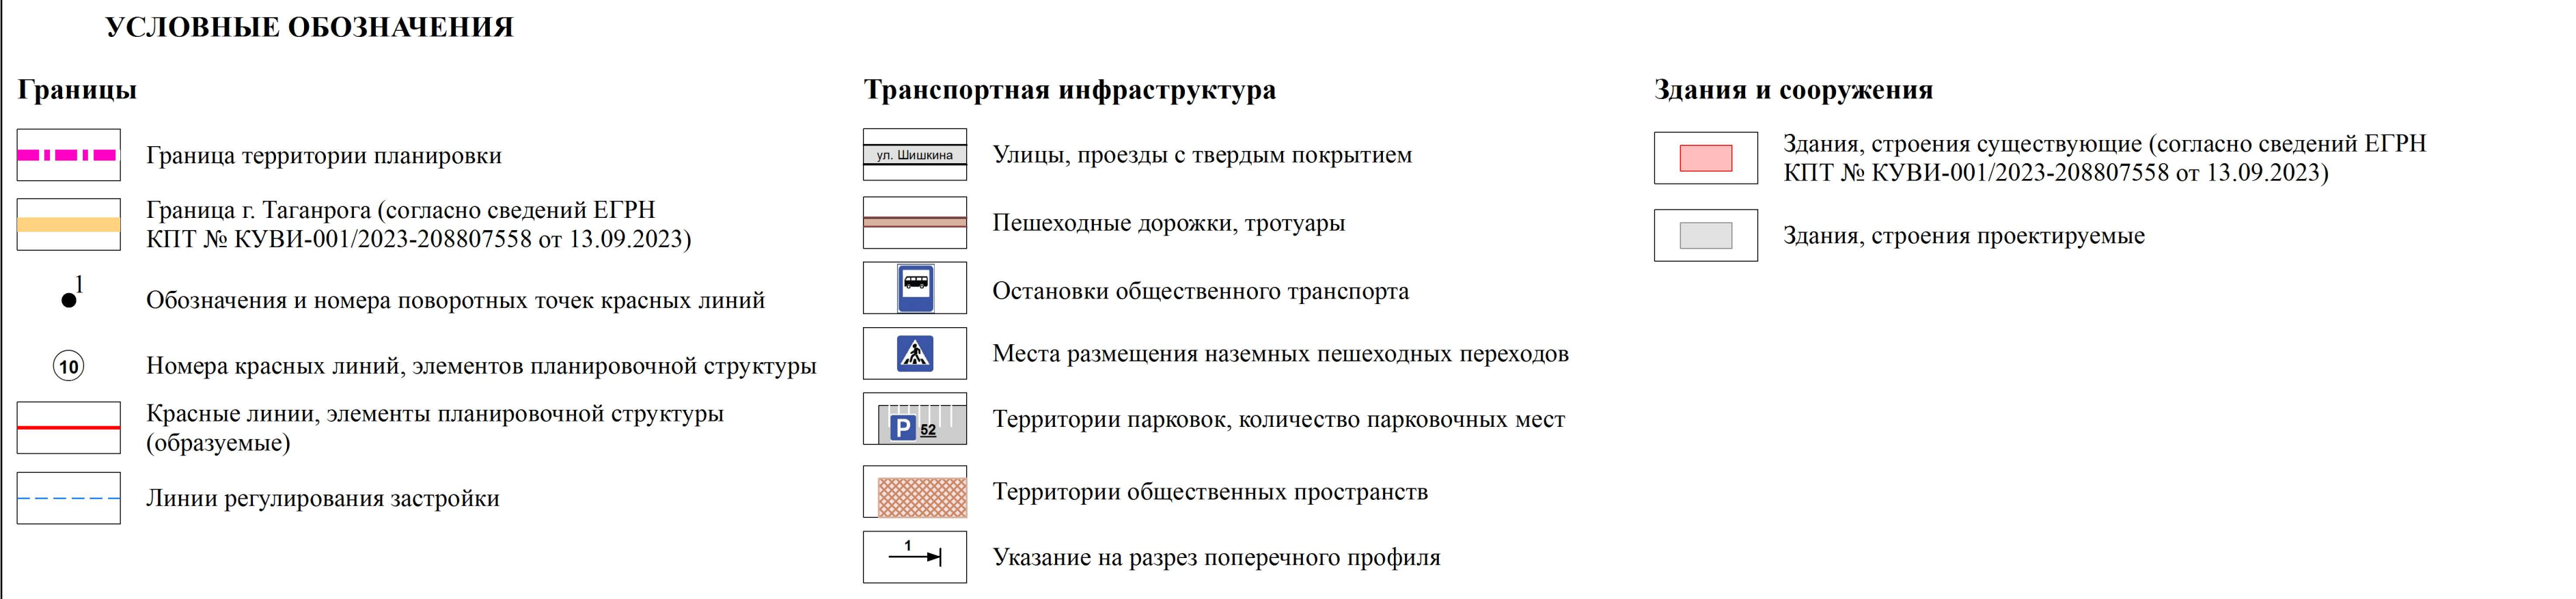 УСЛОВНЫЕ ОБОЗНАЧЕНИЯ
Границы
Граница территории планировки
Граница г. Таганрога (согласно сведений ЕГРН
КПТ № КУВИ-001/2023-208807558 от 13.09.2023)
1
Обозначения и номера поворотных точек красных линий
10
Номера красных линий, элементов планировочной структуры
Красные линии, элементы планировочной структуры
(образуемые)
Линии регулирования застройки
Транспортная инфраструктура
ул. Шишкина
Улицы, проезды с твердым покрытием
Пешеходные дорожки, тротуары
Остановки общественного транспорта
Места размещения наземных пешеходных переходов
P 52
Территории парковок, количество парковочных мест
Территории общественных пространств
1
Указание на разрез поперечного профиля
Здания и сооружения
Здания, строения существующие (согласно сведений ЕГРН
КПТ № КУВИ-001/2023-208807558 от 13.09.2023)
Здания, строения проектируемые